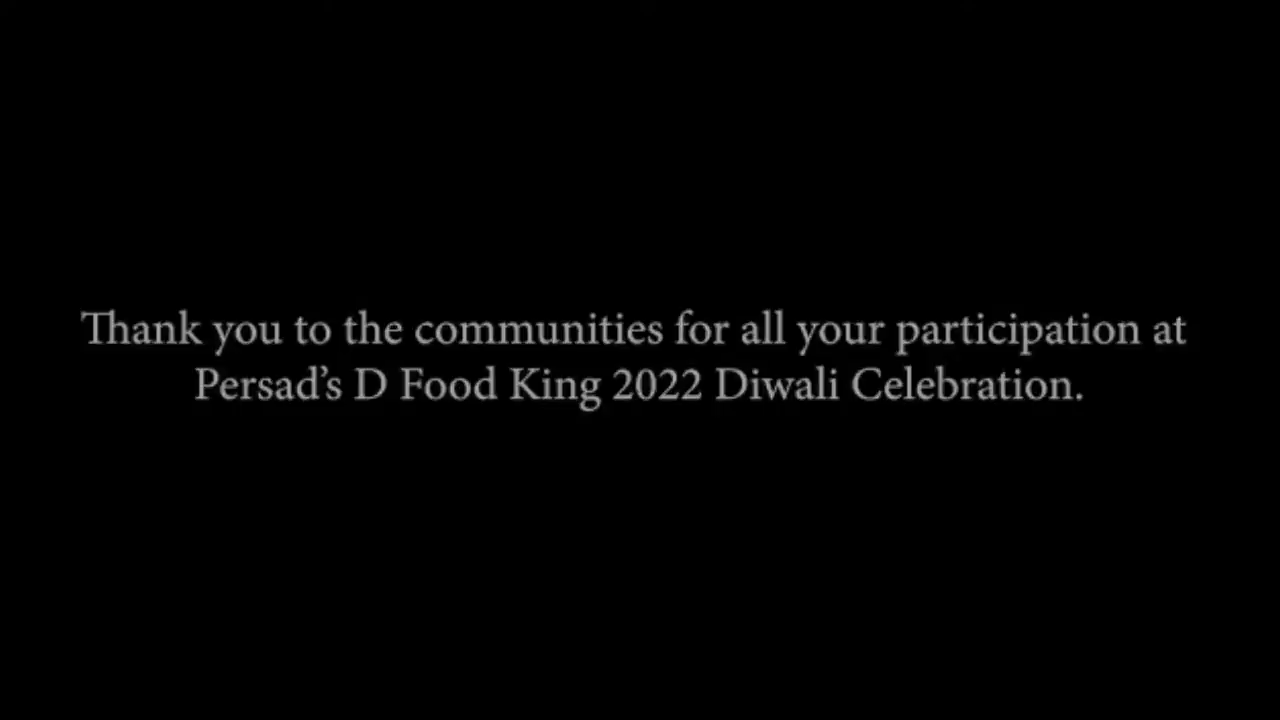 Thank you to the communities for all your participation at
Persad’s D Food King 2022 Diwali Celebration.